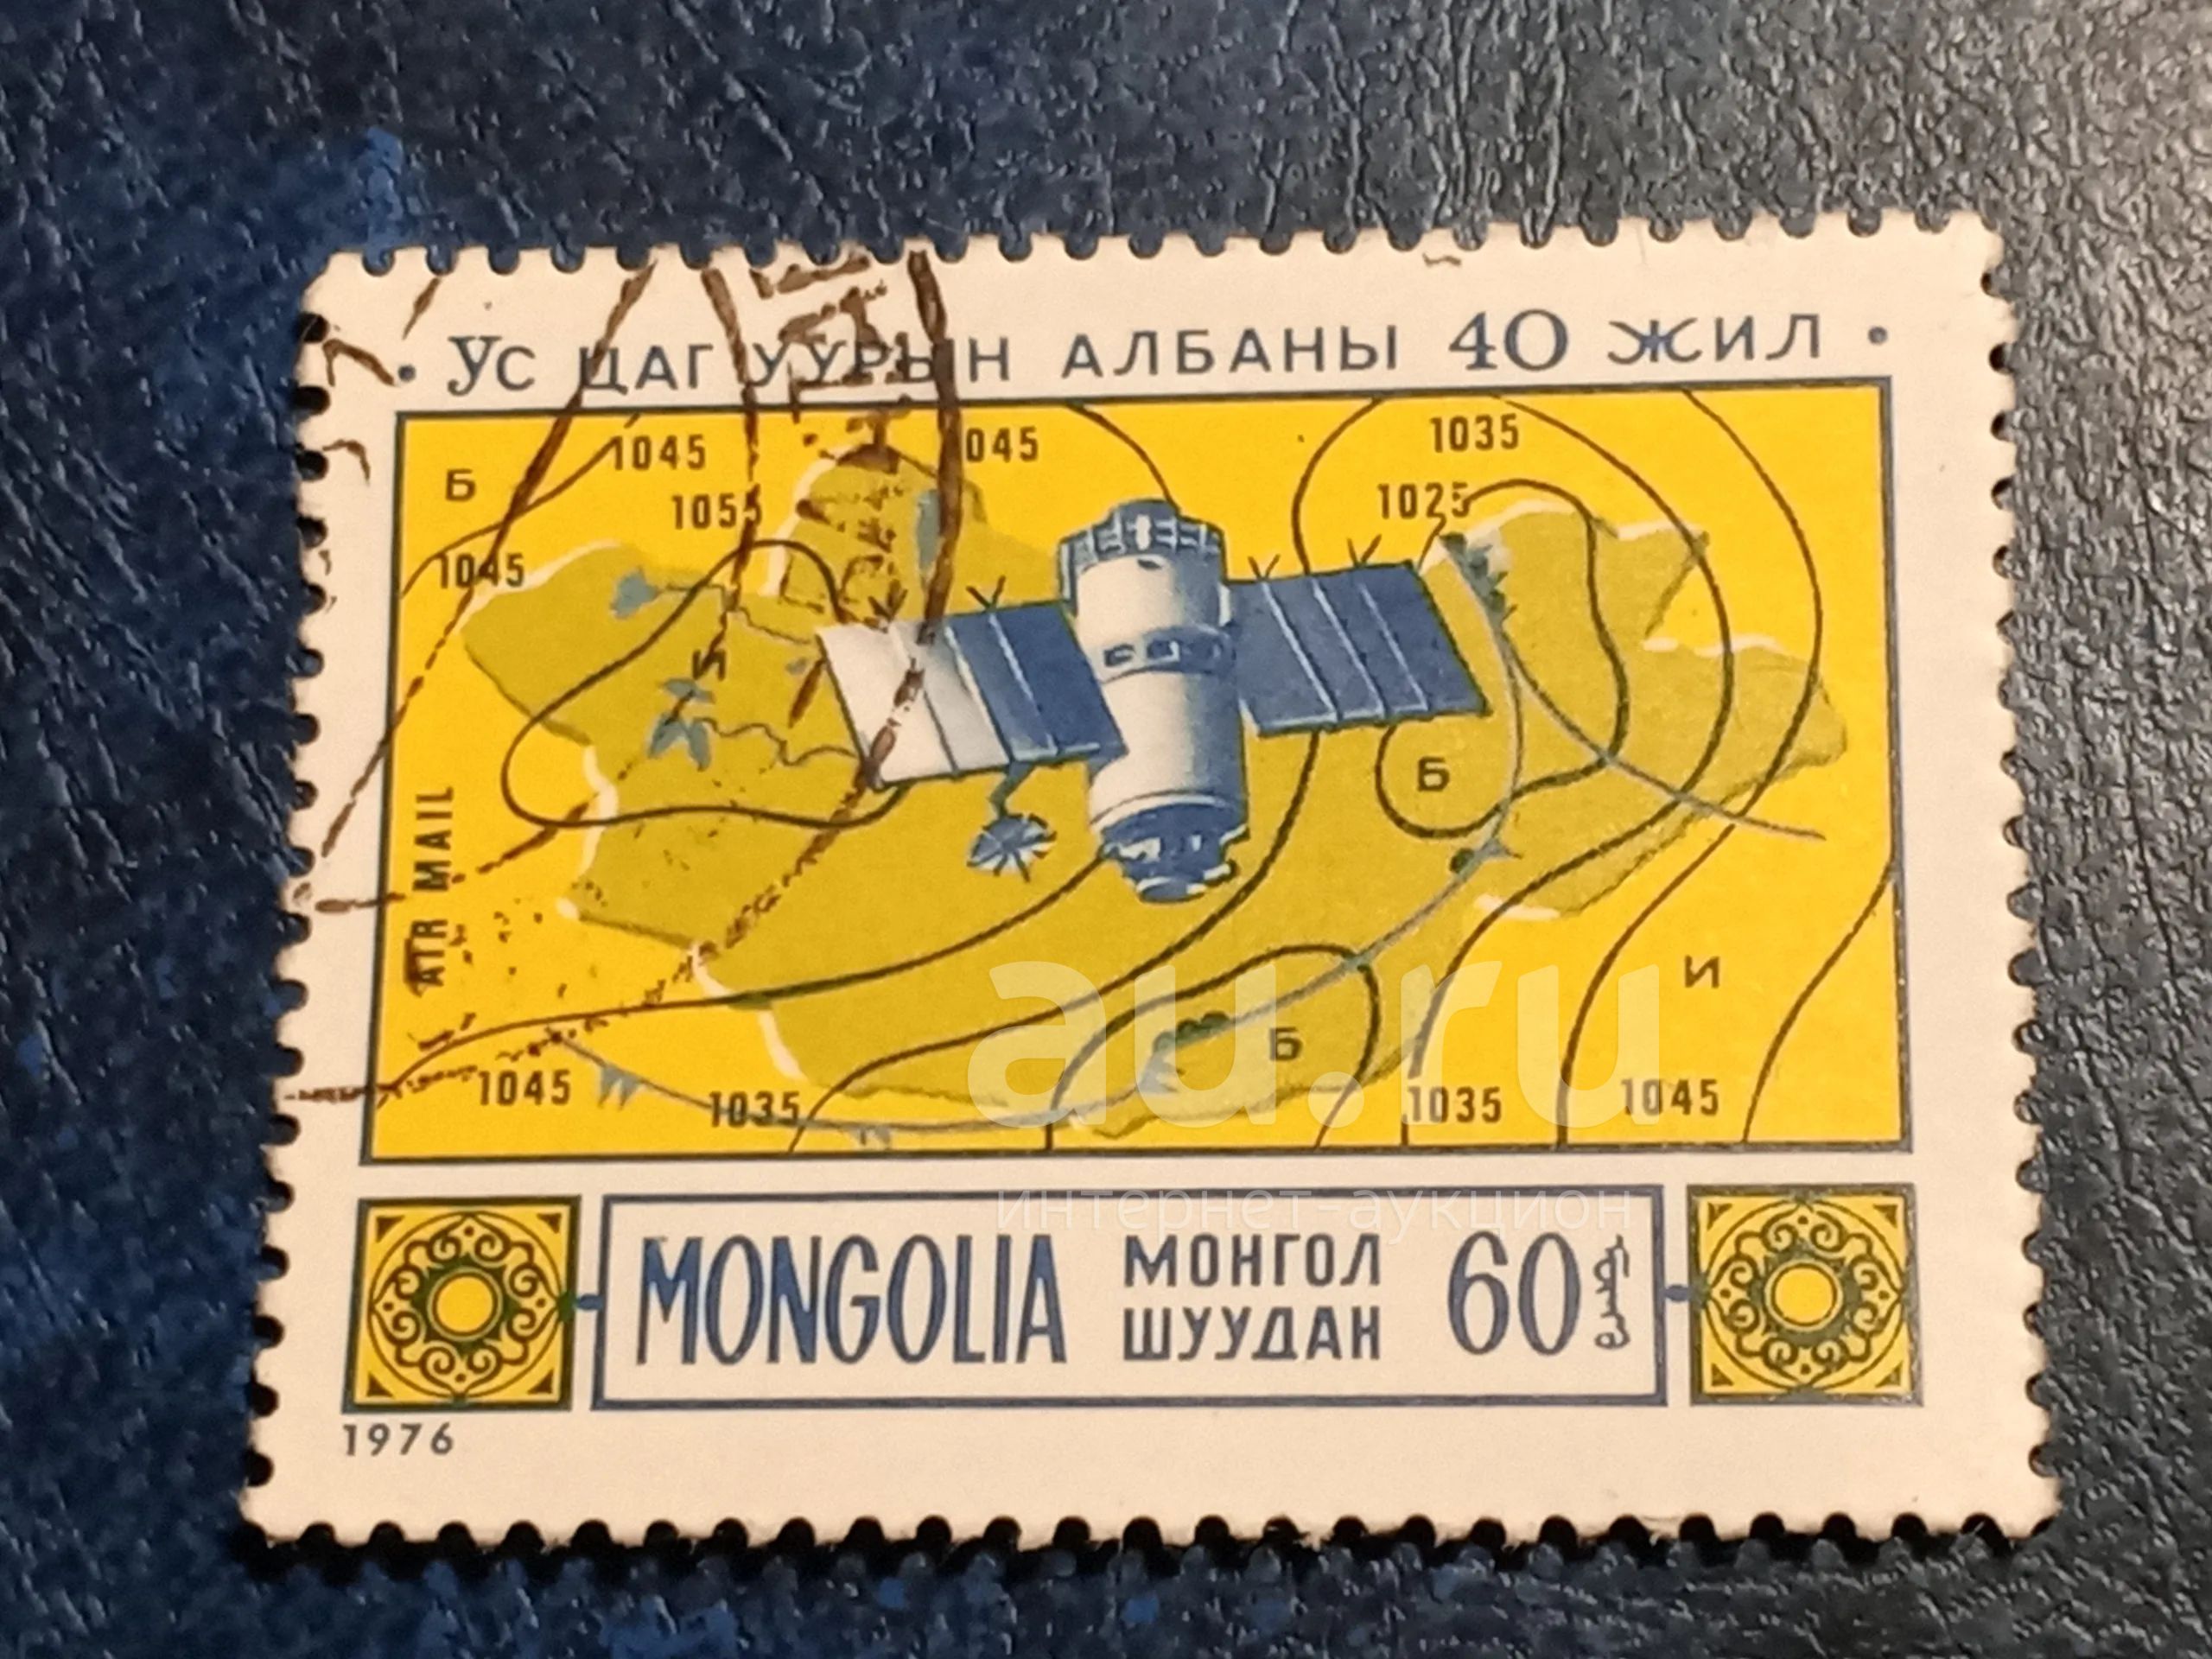 • Ус ЦАГ УУРЫН АЛБАНЫ 40 ЖИЛ •
1045 045 1035
Б 1055 1025
1045
И
Б
AIR MAIL
И
Б
1045 1035 1035 1045
au.ru
интернет-аукцион
MONGOLIA МОНГОЛ ШУУДАН 60
1976